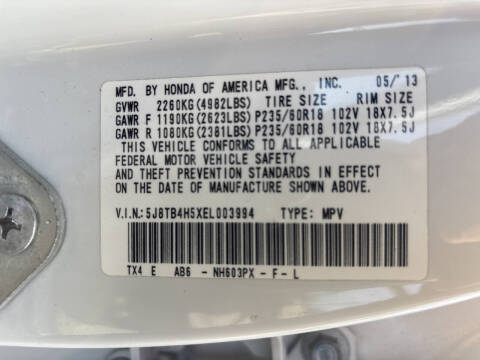 MFD. BY HONDA OF AMERICA MFG., INC. 05/'13
GVWR 2260KG(4982LBS) TIRE SIZE RIM SIZE
GAWR F 1190KG(2623LBS) P235/60R18 102V 18X7.5J
GAWR R 1080KG(2381LBS) P235/60R18 102V 18X7.5J
THIS VEHICLE CONFORMS TO ALL APPLICABLE
FEDERAL MOTOR VEHICLE SAFETY
AND THEFT PREVENTION STANDARDS IN EFFECT
ON THE DATE OF MANUFACTURE SHOWN ABOVE.
V.I.N.:5J8TB4H5XEL003994 TYPE: MPV
TX4 E AB6 -NH603PX-F-L